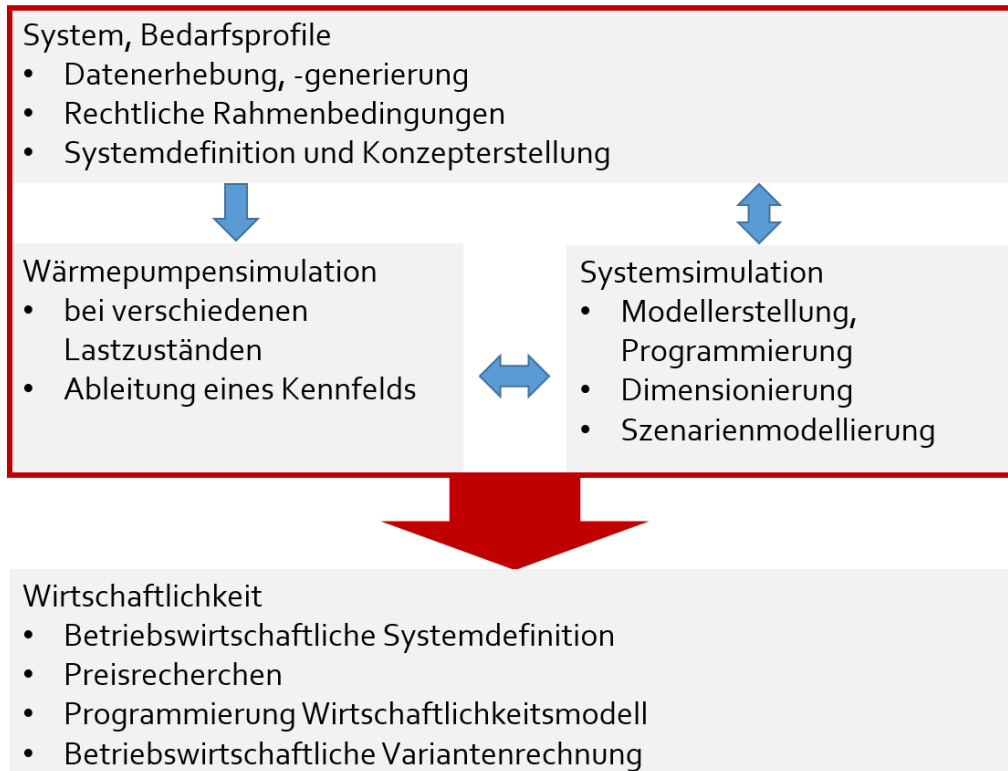 System, Bedarfsprofile
• Datenerhebung, -generierung
• Rechtliche Rahmenbedingungen
• Systemdefinition und Konzepterstellung
Wärmepumpensimulation
• bei verschiedenen
Lastzuständen
• Ableitung eines Kennfelds
Systemsimulation
• Modellerstellung,
Programmierung
• Dimensionierung
• Szenarienmodellierung
Wirtschaftlichkeit
• Betriebswirtschaftliche Systemdefinition
• Preisrecherchen
• Programmierung Wirtschaftlichkeitsmodell
• Betriebswirtschaftliche Variantenrechnung